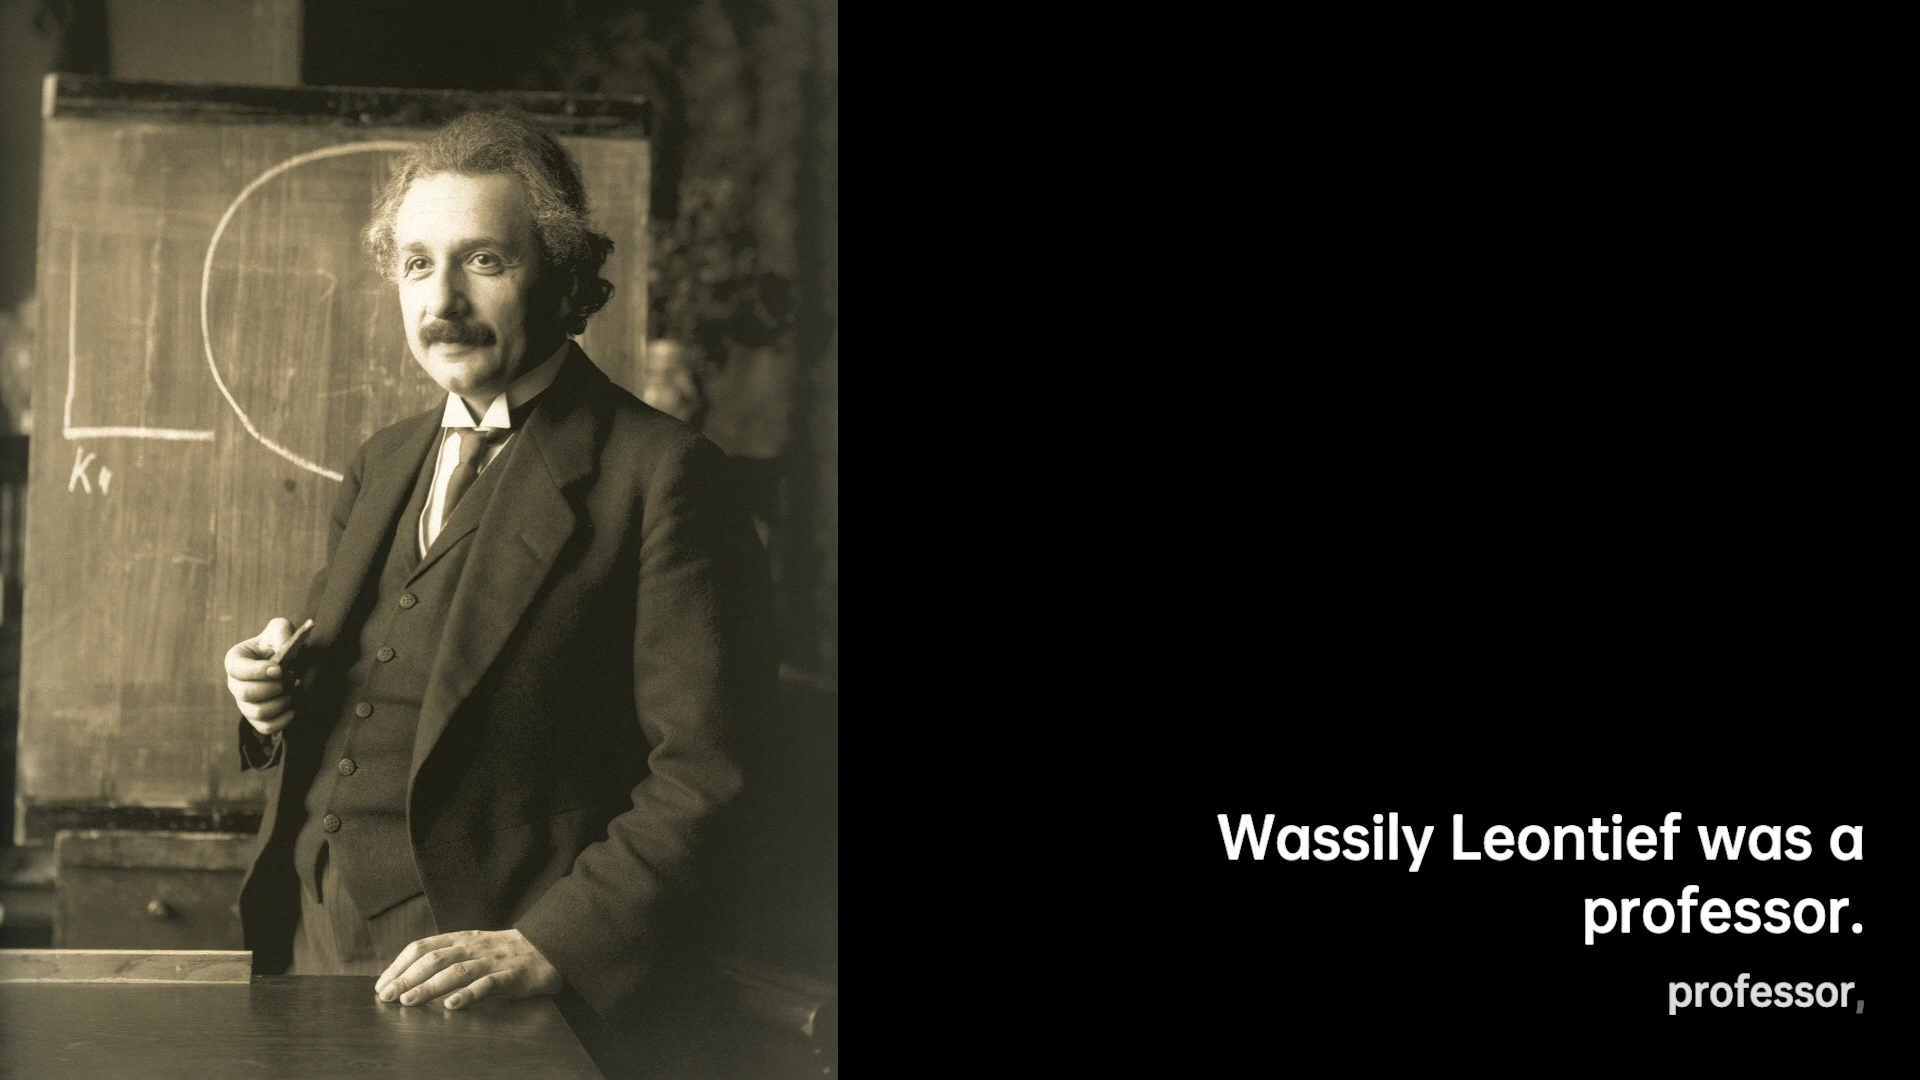 K
Wassily Leontief was a
professor.
professor,